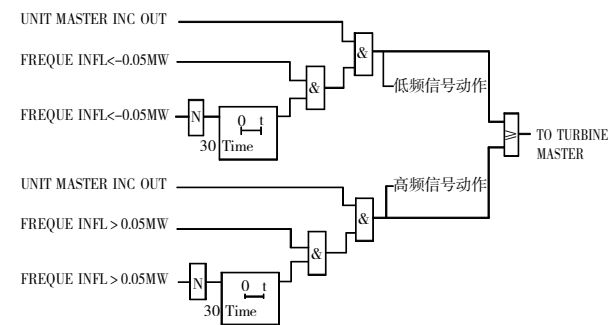 UNIT MASTER INC OUT
FREQUE INFL<-0.05MW
&
&
低频信号动作
FREQUE INFL<-0.05MW
N
0 t
30 Time
≥
TO TURBINE
MASTER
UNIT MASTER INC OUT
高频信号动作
FREQUE INFL>0.05MW
&
&
FREQUE INFL>0.05MW
N
0 t
30 Time